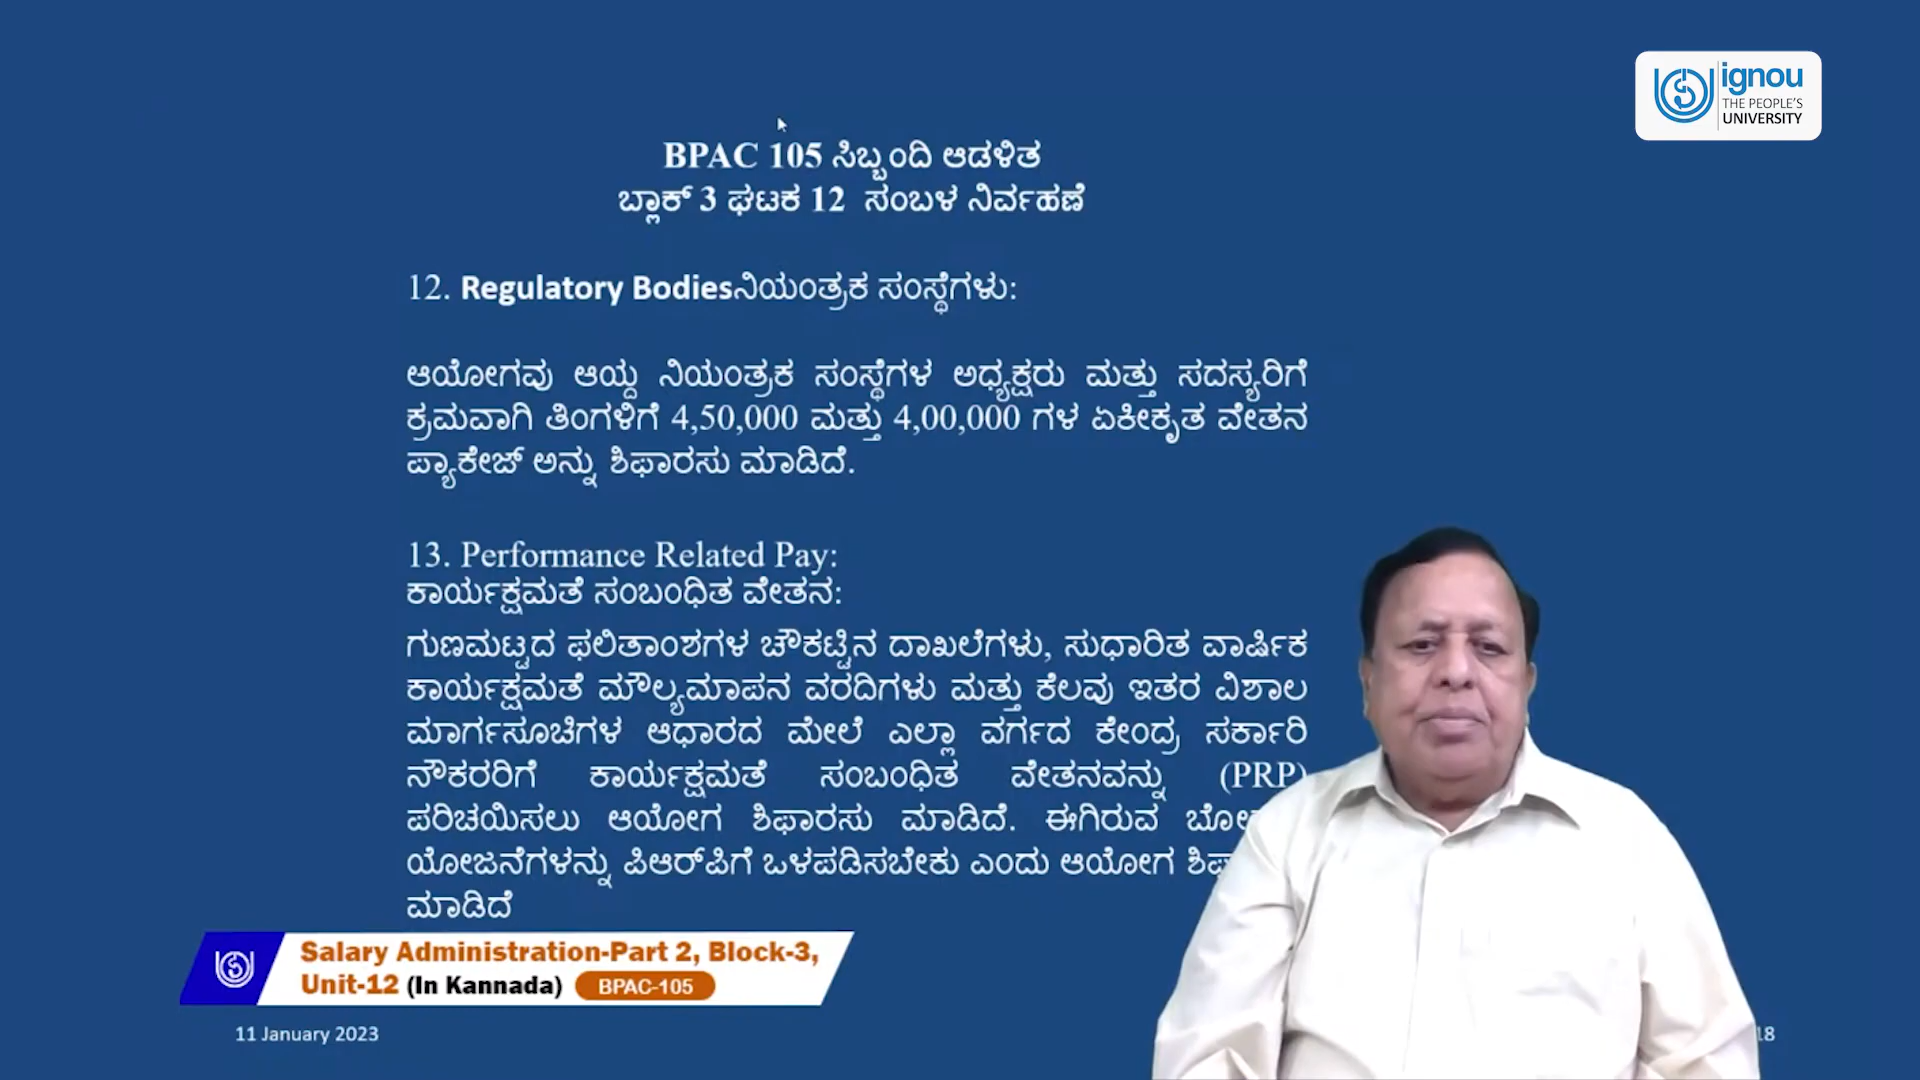 ignou
THE PEOPLE'S
UNIVERSITY
BPAC 105 ಸಿಬ್ಬಂದಿ ಆಡಳಿತ
ಬ್ಲಾಕ್ 3 ಘಟಕ 12 ಸಂಬಳ ನಿರ್ವಹಣೆ
12. Regulatory Bodiesನಿಯಂತ್ರಕ ಸಂಸ್ಥೆಗಳು:
ಆಯೋಗವು ಆಯ್ದ ನಿಯಂತ್ರಕ ಸಂಸ್ಥೆಗಳ ಅಧ್ಯಕ್ಷರು ಮತ್ತು ಸದಸ್ಯರಿಗೆ
ಕ್ರಮವಾಗಿ ತಿಂಗಳಿಗೆ 4,50,000 ಮತ್ತು 4,00,000 ಗಳ ಏಕೀಕೃತ ವೇತನ
ಪ್ಯಾಕೇಜ್ ಅನ್ನು ಶಿಫಾರಸು ಮಾಡಿದೆ.
13. Performance Related Pay:
ಕಾರ್ಯಕ್ಷಮತೆ ಸಂಬಂಧಿತ ವೇತನ:
ಗುಣಮಟ್ಟದ ಫಲಿತಾಂಶಗಳ ಚೌಕಟ್ಟಿನ ದಾಖಲೆಗಳು, ಸುಧಾರಿತ ವಾರ್ಷಿಕ
ಕಾರ್ಯಕ್ಷಮತೆ ಮೌಲ್ಯಮಾಪನ ವರದಿಗಳು ಮತ್ತು ಕೆಲವು ಇತರ ವಿಶಾಲ
ಮಾರ್ಗಸೂಚಿಗಳ ಆಧಾರದ ಮೇಲೆ ಎಲ್ಲಾ ವರ್ಗದ ಕೇಂದ್ರ ಸರ್ಕಾರಿ
ನೌಕರರಿಗೆ ಕಾರ್ಯಕ್ಷಮತೆ ಸಂಬಂಧಿತ ವೇತನವನ್ನು (PRP)
ಪರಿಚಯಿಸಲು ಆಯೋಗ ಶಿಫಾರಸು ಮಾಡಿದೆ. ಈಗಿರುವ
ಯೋಜನೆಗಳನ್ನು ಪಿಆರ್‌ಪಿಗೆ ಒಳಪಡಿಸಬೇಕು ಎಂದು ಆಯೋಗ
ಮಾಡಿದೆ
Salary Administration-Part 2, Block-3,
Unit-12 (In Kannada) BPAC-105
11 January 2023
18